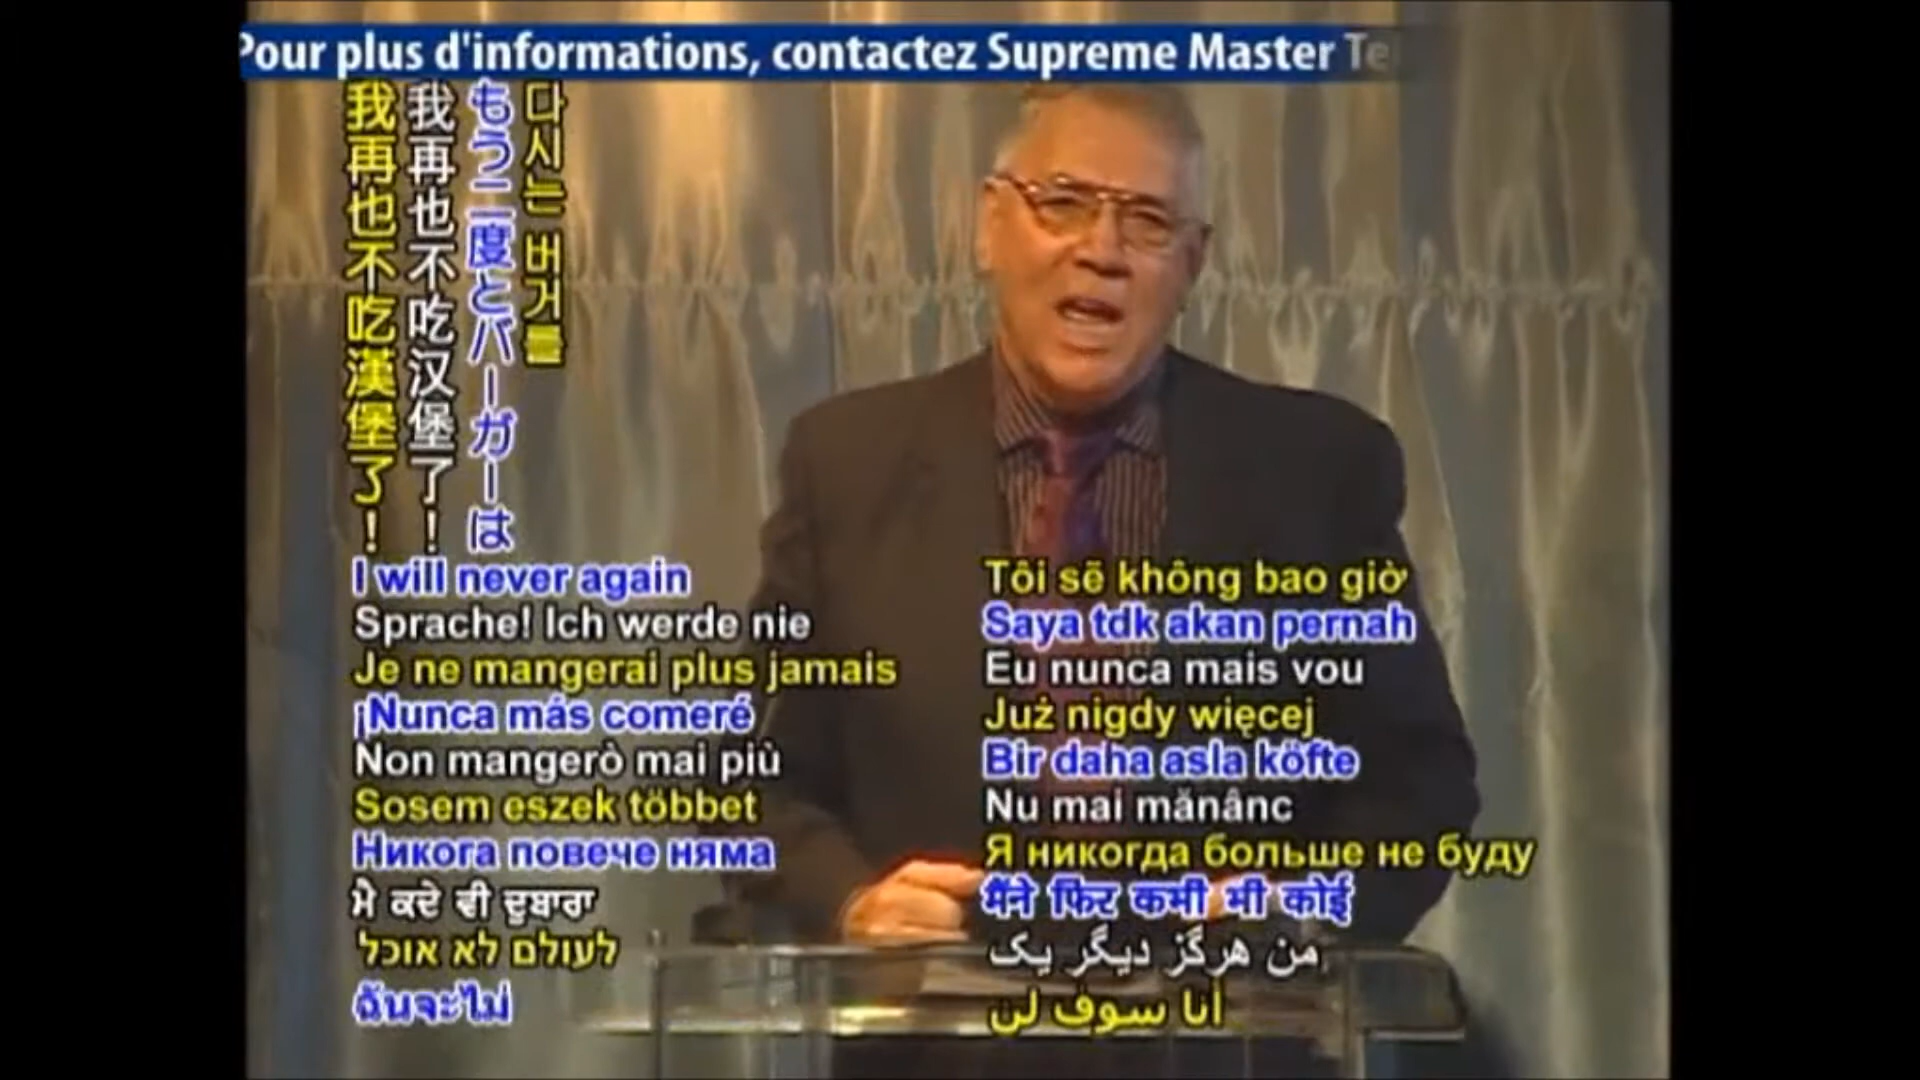 Pour plus d'informations, contactez Supreme Master Te
我再也不吃漢堡了!
我再也不吃汉堡了!
もう二度とバーガーは
다시는 버거를
I will never again
Sprache! Ich werde nie
Je ne mangerai plus jamais
¡Nunca más comeré
Non mangerò mai più
Sosem eszek többet
Никога повече няма
ਮੈ ਕਦੇ ਵੀ ਦੁਬਾਰਾ
לעולם לא אוכל
ฉันจะไม่
Tôi sẽ không bao giờ
Saya tdk akan pernah
Eu nunca mais vou
Już nigdy więcej
Bir daha asla köfte
Nu mai mănânc
Я никогда больше не буду
मैंने फिर कभी भी कोई
من هرگز دیگر یک
أنا سوف لن